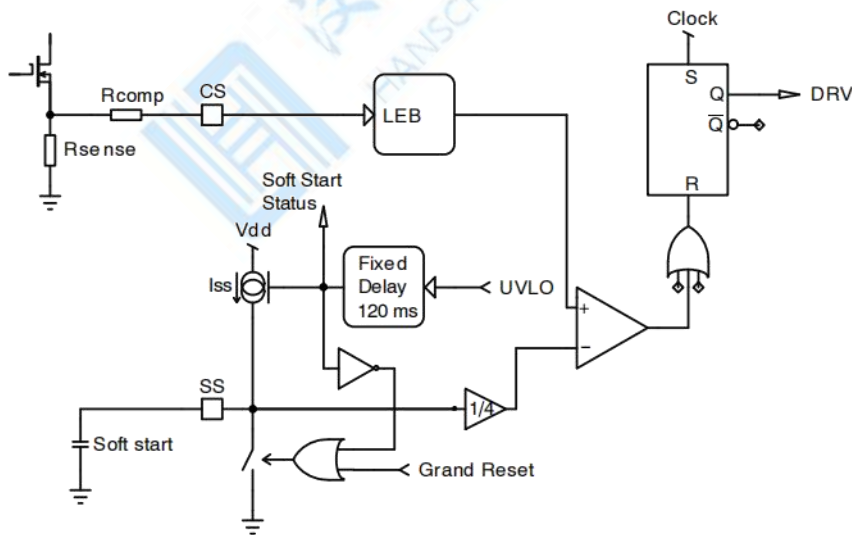 Clock
S
Q
DRV
Q
R
Rcomp
CS
LEB
Rsense
Soft Start
Status
Vdd
Iss
Fixed
Delay
120 ms
UVLO
+
−
SS
1/4
Soft start
Grand Reset
HANSCH